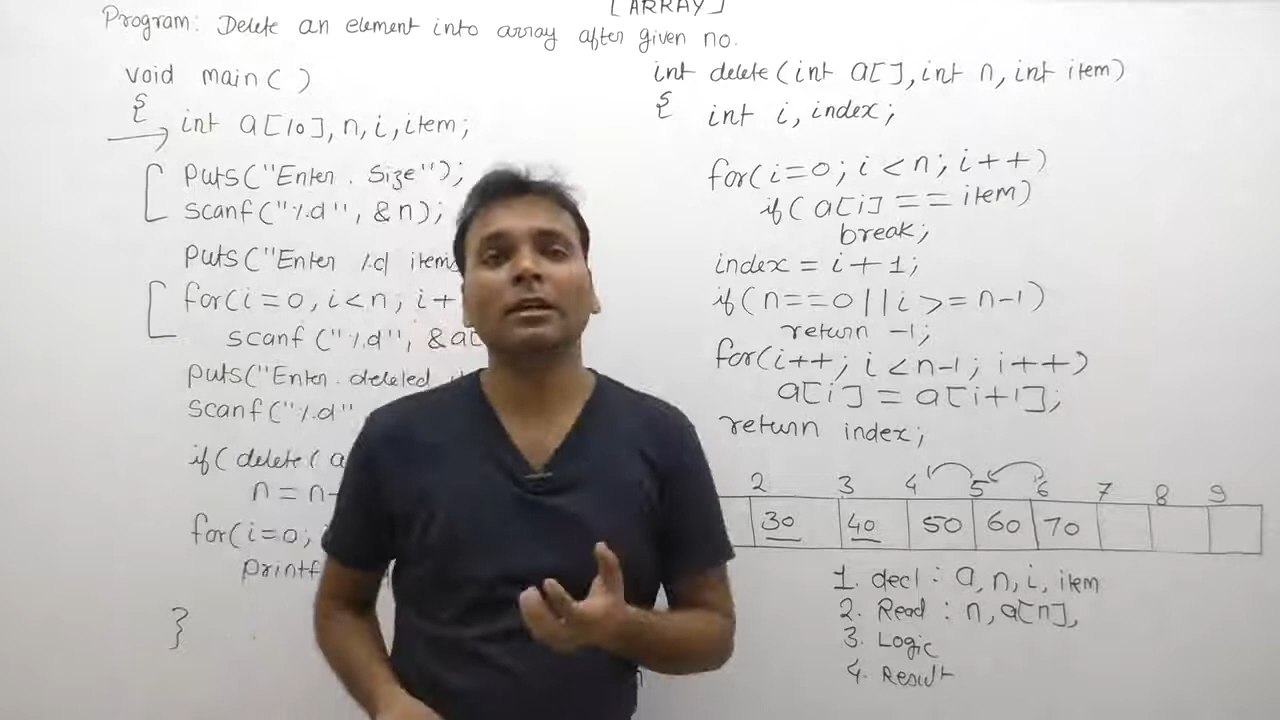 [ARRAY]
Program: Delete an element into array after given no.
void main( )
{
int a[10], n, i, item;
puts("Enter. Size");
scanf("%d", &n);
puts("Enter %d item
for(i=0, i<n; i+
scanf("%d", &a[
puts("Enter. deleted
scanf("%d"
if( delete( a
n = n-
for(i=0;
printf
}
int delete(int a[], int n, int item)
{
int i, index;
for(i=0; i<n; i++)
if( a[i] == item)
break;
index = i+1;
if(n==0||i>=n-1)
return -1;
for(i++; i<n-1; i++)
a[i] = a[i+1];
return index;
2 3 4 5 6 7 8 9
30 40 50 60 70
1. decl : a, n, i, item
2. Read : n, a[n],
3. Logic
4. Result